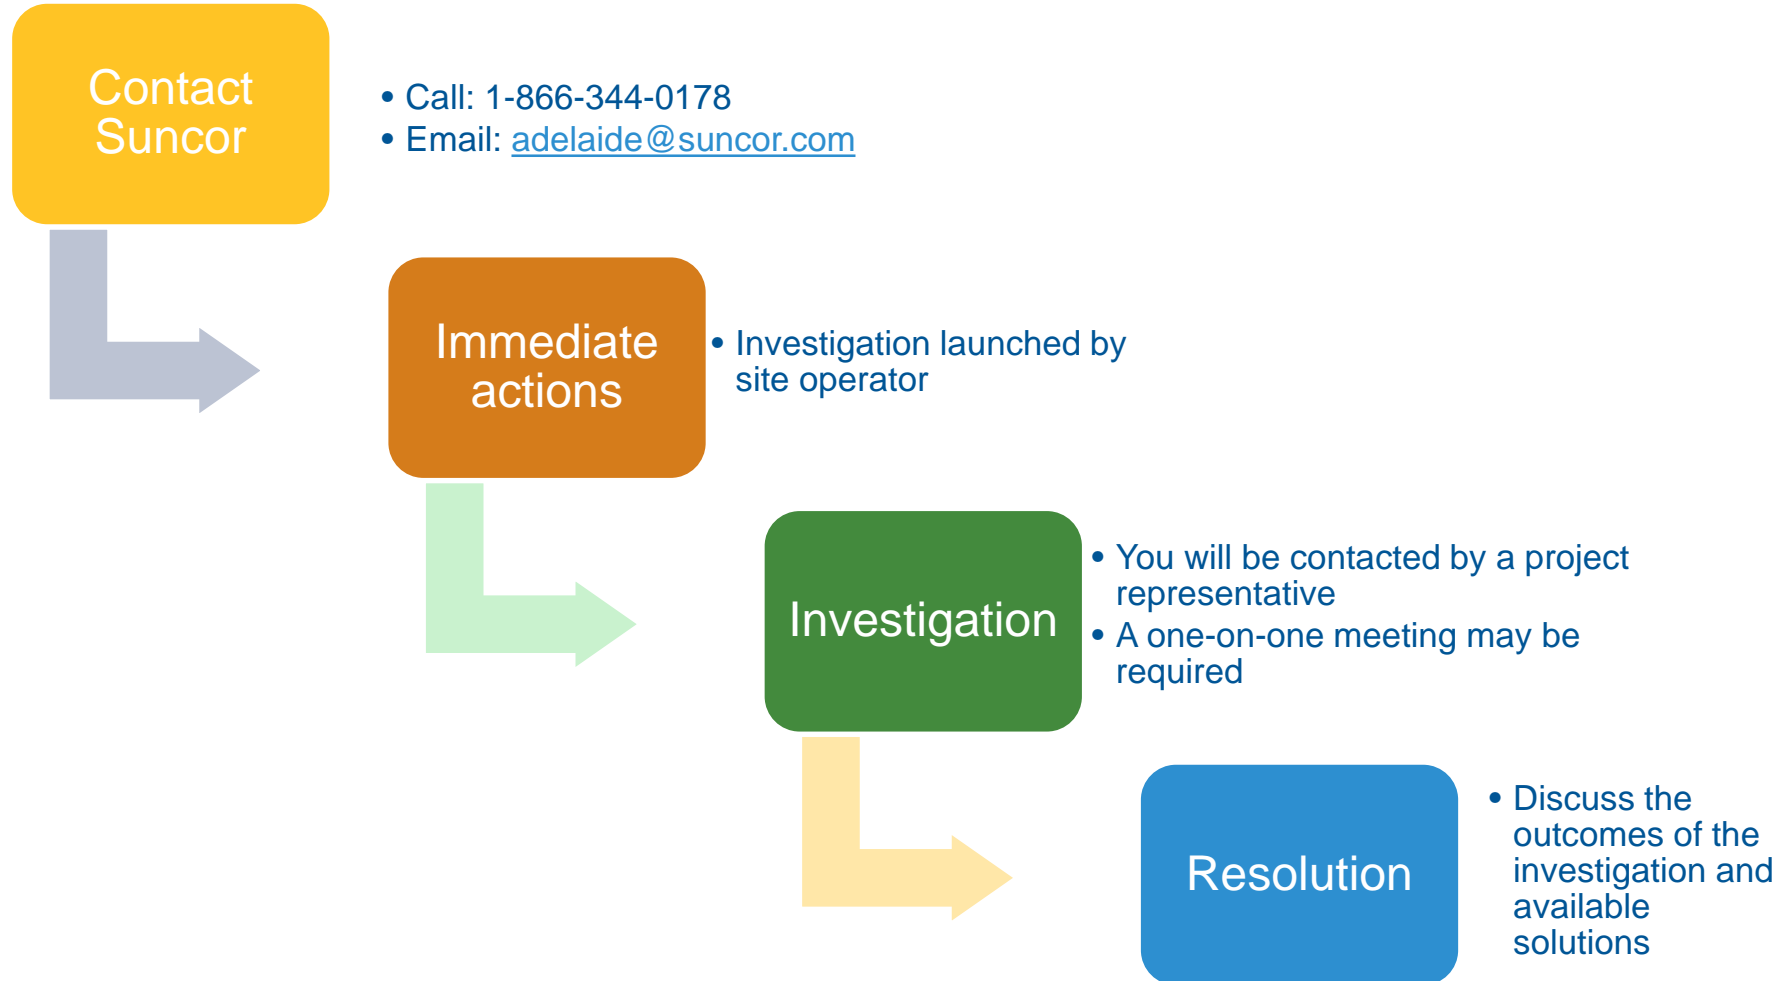 Contact
Suncor
• Call: 1-866-344-0178
• Email: adelaide@suncor.com
Immediate
actions
• Investigation launched by
site operator
Investigation
• You will be contacted by a project
representative
• A one-on-one meeting may be
required
Resolution
• Discuss the
outcomes of the
investigation and
available
solutions